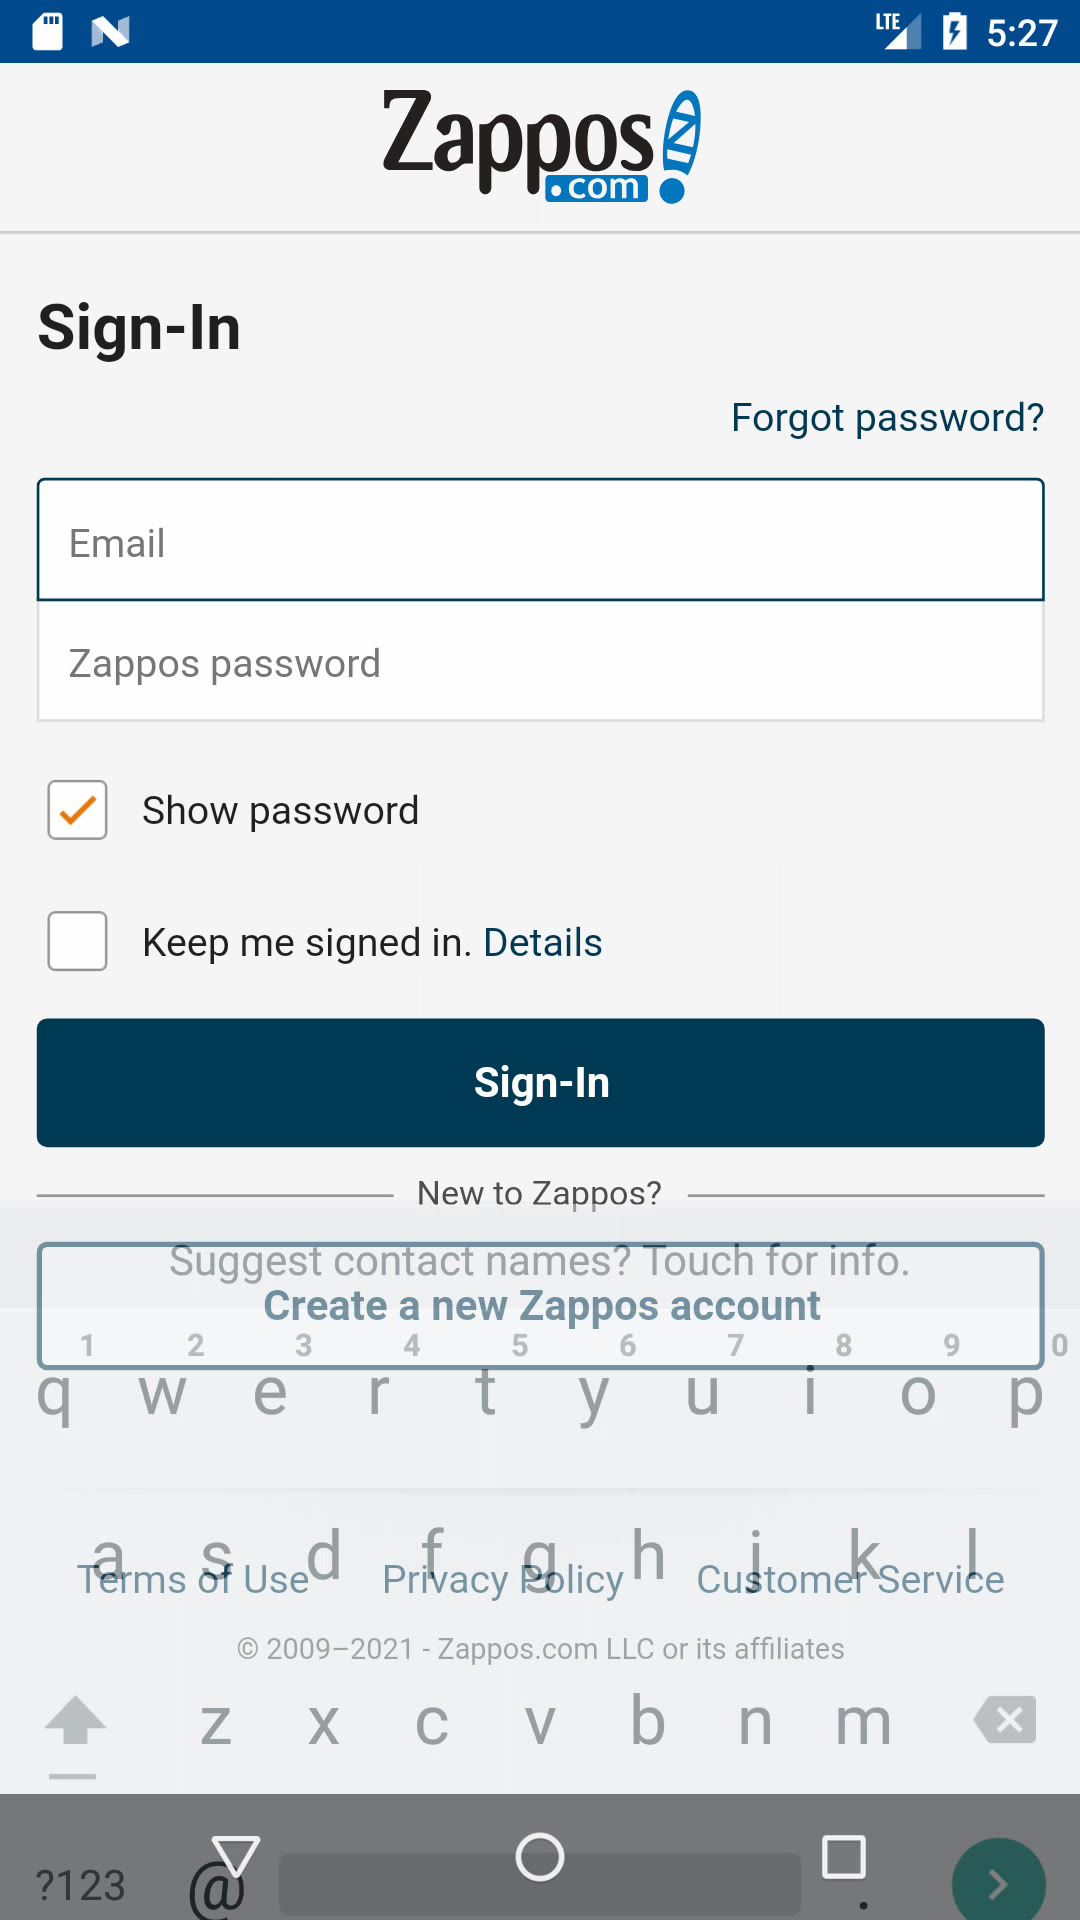 LTE 5:27
Zappos
.com
Sign-In
Forgot password?
Email
Zappos password
Show password
Keep me signed in. Details
Sign-In
New to Zappos?
Suggest contact names? Touch for info.
Create a new Zappos account
1 2 3 4 5 6 7 8 9 0
q w e r t y u i o p
a s d f g h j k l
Terms of Use Privacy Policy Customer Service
© 2009–2021 - Zappos.com LLC or its affiliates
z x c v b n m
?123 @ .